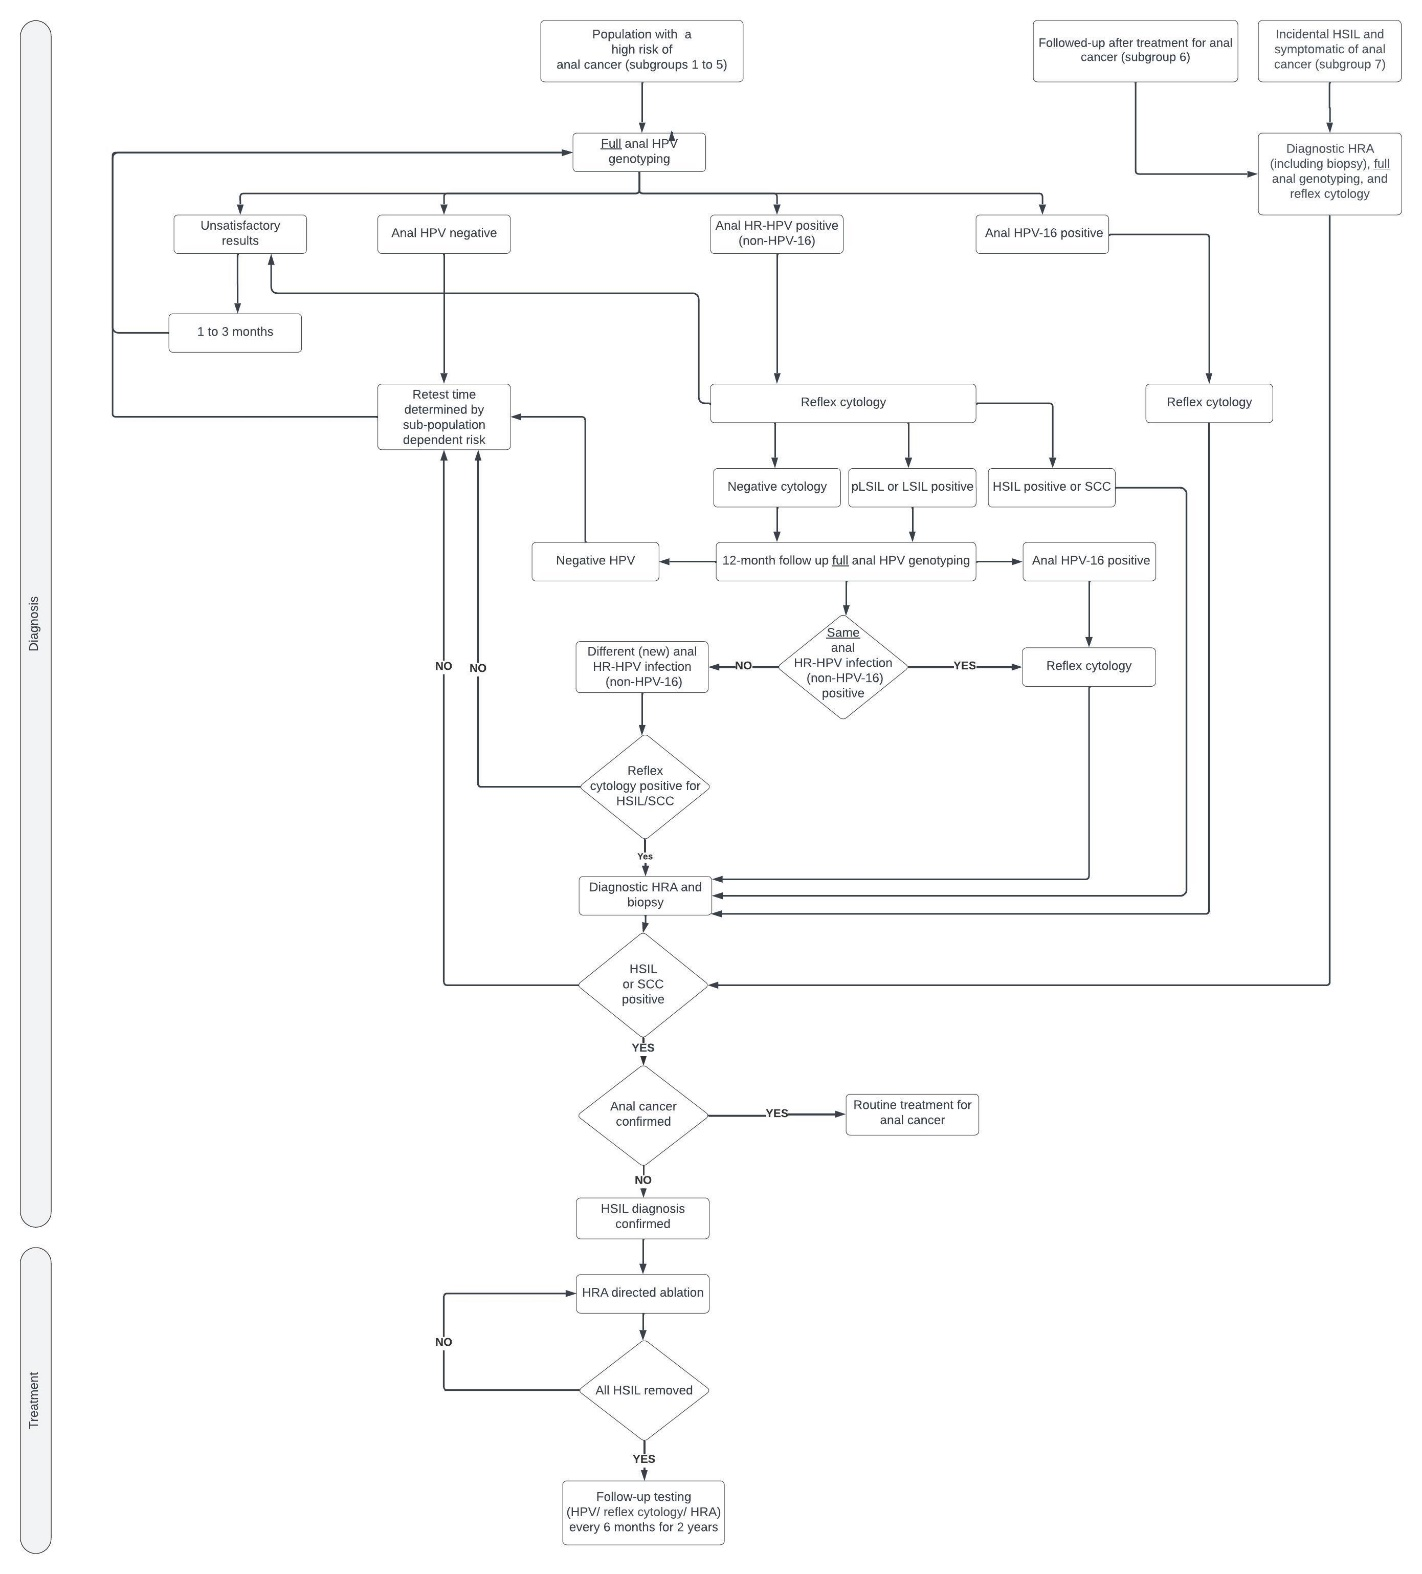 Population with a
high risk of
anal cancer (subgroups 1 to 5)
Followed-up after treatment for anal
cancer (subgroup 6)
Incidental HSIL and
symptomatic of anal
cancer (subgroup 7)
Full anal HPV
genotyping
Diagnostic HRA
(including biopsy), full
anal genotyping, and
reflex cytology
Unsatisfactory
results
Anal HPV negative
Anal HR-HPV positive
(non-HPV-16)
Anal HPV-16 positive
1 to 3 months
Retest time
determined by
sub-population
dependent risk
Reflex cytology
Reflex cytology
Negative cytology
pLSIL or LSIL positive
HSIL positive or SCC
Negative HPV
12-month follow up full anal HPV genotyping
Anal HPV-16 positive
Diagnosis
NO
NO
Different (new) anal
HR-HPV infection
(non-HPV-16)
NO
Same
anal
HR-HPV infection
(non-HPV-16)
positive
YES
Reflex cytology
Reflex
cytology positive for
HSIL/SCC
Yes
Diagnostic HRA and
biopsy
HSIL
or SCC
positive
YES
Anal cancer
confirmed
YES
Routine treatment for
anal cancer
NO
HSIL diagnosis
confirmed
Treatment
HRA directed ablation
NO
All HSIL removed
YES
Follow-up testing
(HPV/ reflex cytology/ HRA)
every 6 months for 2 years